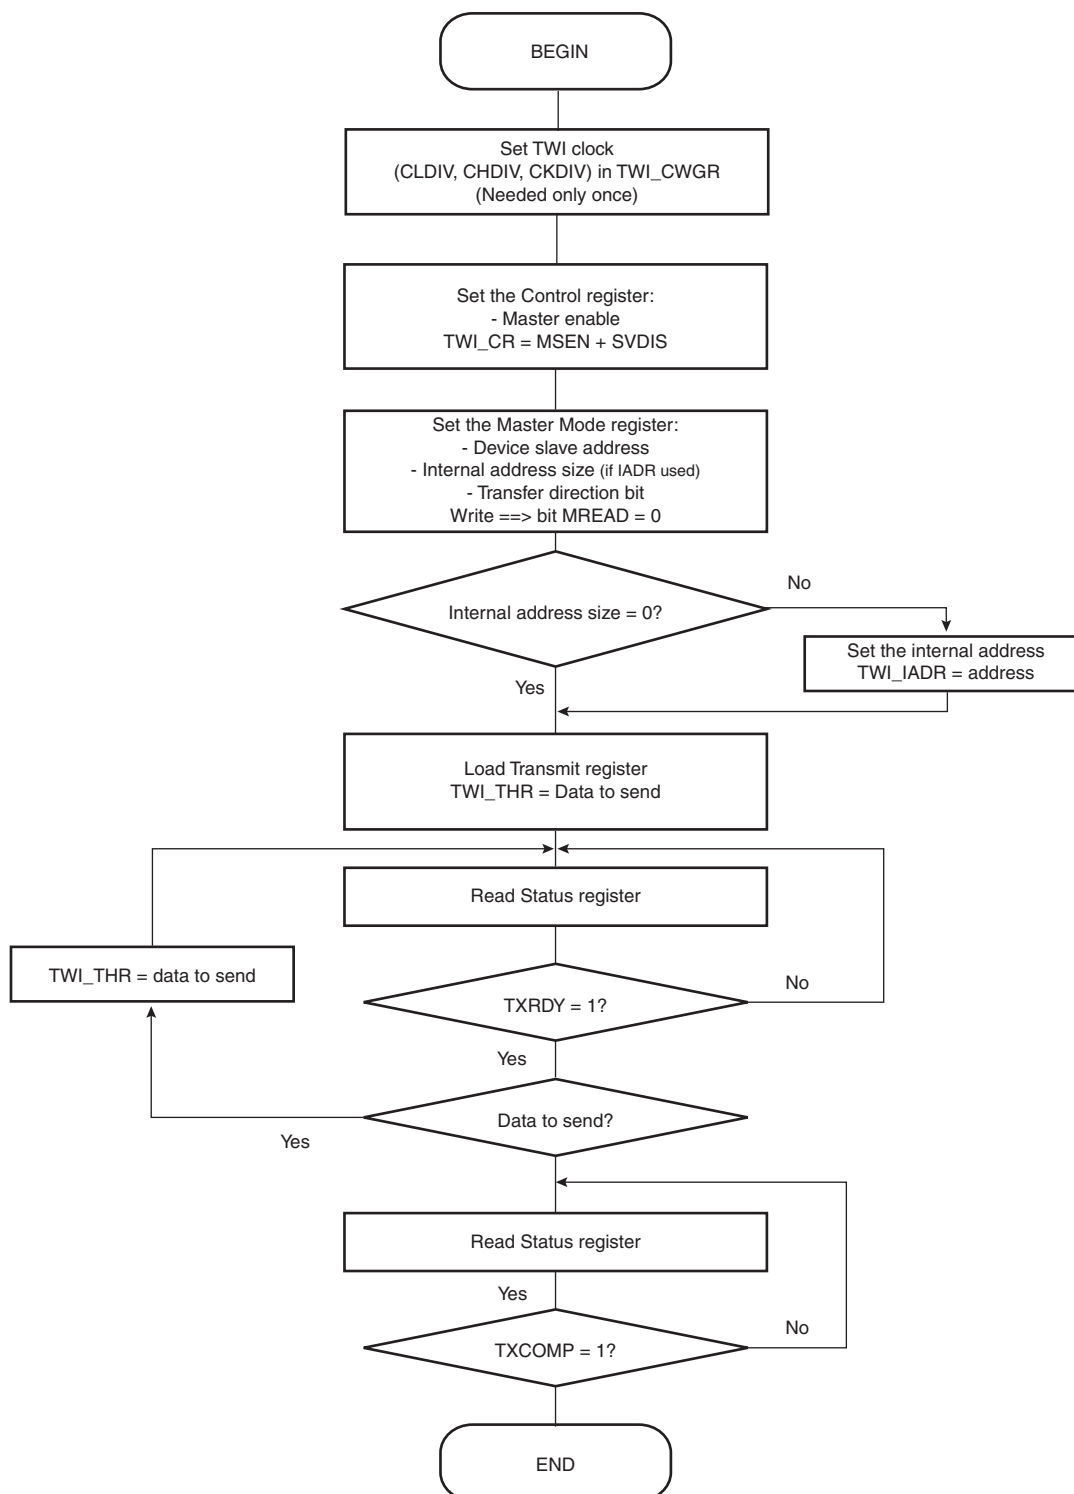 BEGIN
Set TWI clock
(CLDIV, CHDIV, CKDIV) in TWI_CWGR
(Needed only once)
Set the Control register:
- Master enable
TWI_CR = MSEN + SVDIS
Set the Master Mode register:
- Device slave address
- Internal address size (if IADR used)
- Transfer direction bit
Write ==> bit MREAD = 0
No
Internal address size = 0?
Set the internal address
TWI_IADR = address
Yes
Load Transmit register
TWI_THR = Data to send
Read Status register
TWI_THR = data to send
No
TXRDY = 1?
Yes
Data to send?
Yes
Read Status register
Yes
No
TXCOMP = 1?
END